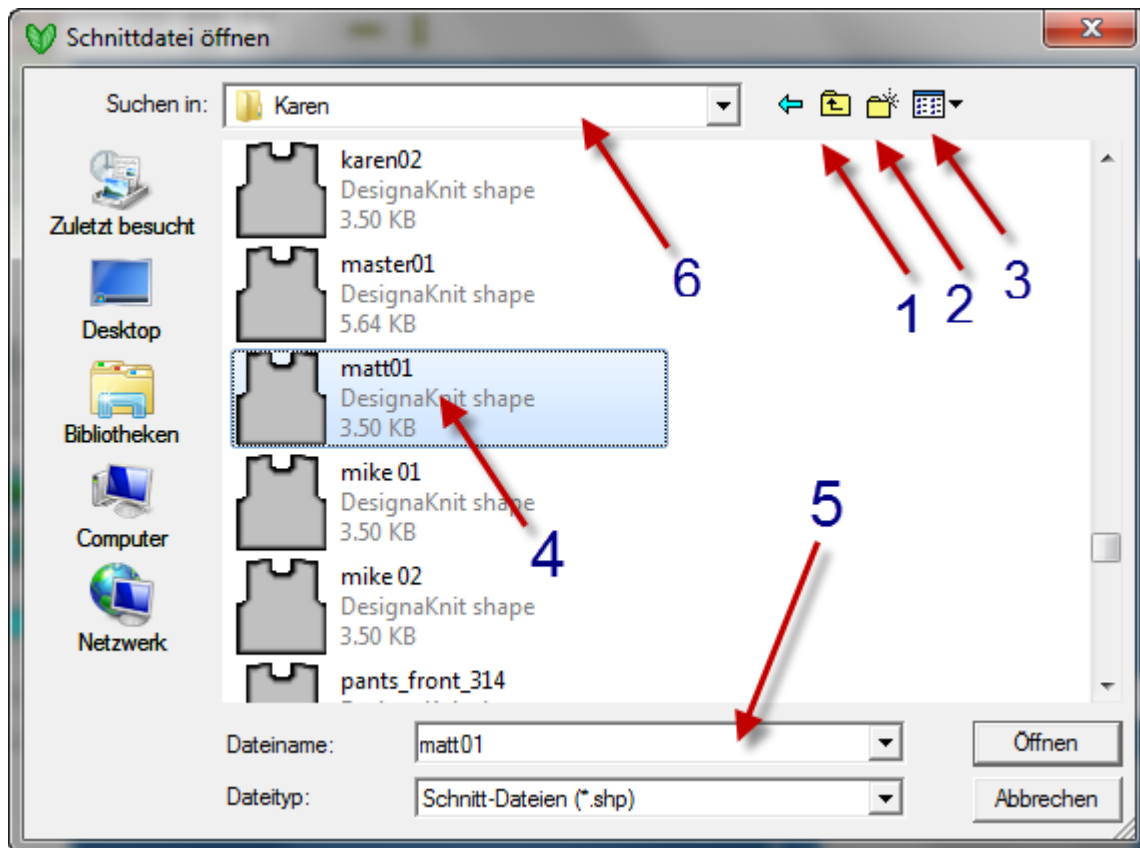 Schnittdatei öffnen
Suchen in:
Karen
Zuletzt besucht
Desktop
Bibliotheken
Computer
Netzwerk
karen02
DesignaKnit shape
3.50 KB
master01
DesignaKnit shape
5.64 KB
matt01
DesignaKnit shape
3.50 KB
mike 01
DesignaKnit shape
3.50 KB
mike 02
DesignaKnit shape
3.50 KB
pants_front_314
6
1
2
3
4
5
Dateiname:
matt01
Öffnen
Dateityp:
Schnitt-Dateien (*.shp)
Abbrechen